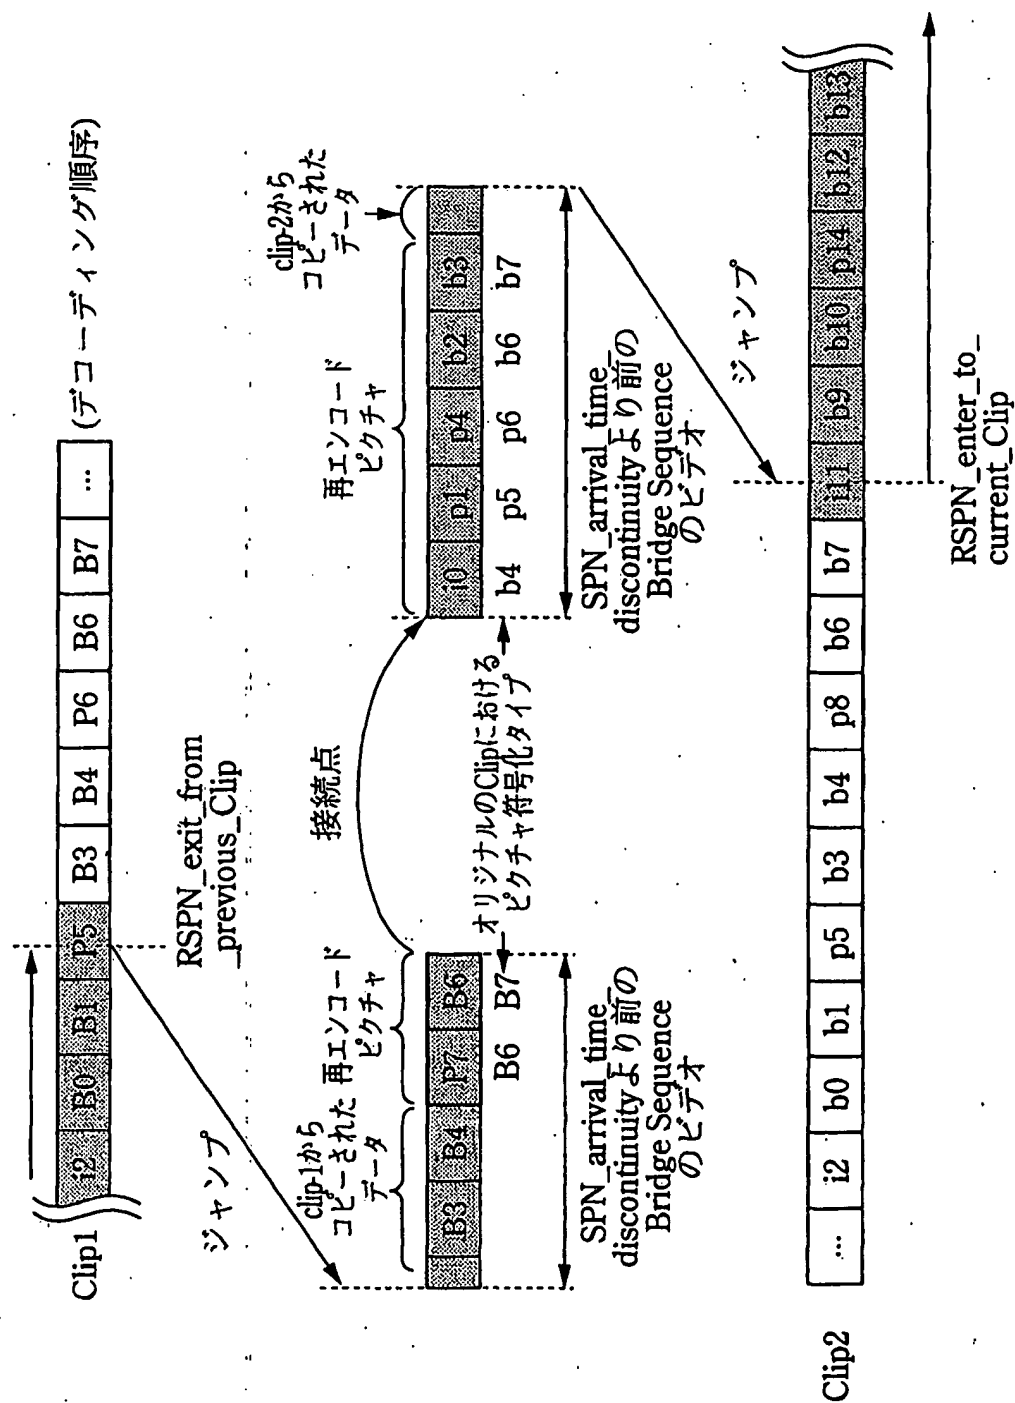 Clip1
i2 B0 B1 P5 B3 B4 P6 B6 B7 ...
(デコーディング順序)
RSPN_exit_from
_previous_Clip
ジャンプ
clip-1から
コピーされた
データ
再エンコード
ピクチャ
接続点
再エンコード
ピクチャ
clip-2から
コピーされた
データ
B3 B4 P7 B6
B6 B7
i0 p1 p4 b2 b3
b4 p5 p6 b6 b7
オリジナルのClipにおける
ピクチャ符号化タイプ
SPN_arrival_time_
discontinuityより前の
Bridge Sequence
のビデオ
SPN_arrival_time_
discontinuityより前の
Bridge Sequence
のビデオ
ジャンプ
Clip2
... i2 b0 b1 p5 b3 b4 p8 b6 b7 i11 b9 b10 p14 b12 b13
RSPN_enter_to_
current_Clip